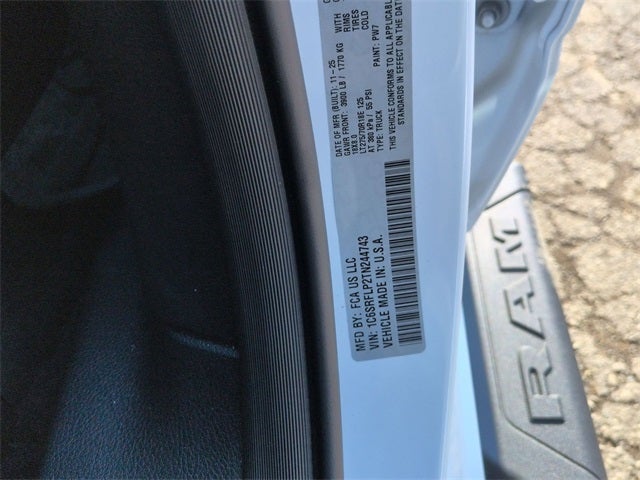 MFD BY: FCA US LLC
VIN: 1C6SRFLP2TN244743
VEHICLE MADE IN: U.S.A.
DATE OF MFR (BUILT): 11-25
GAWR FRONT: 3900 LB / 1770 KG WITH
18X8.0 RIMS
LT275/70R18E 125 TIRES
AT 380 kPa / 55 PSI COLD
TYPE: TRUCK PAINT: PW7
THIS VEHICLE CONFORMS TO ALL APPLICABLE
STANDARDS IN EFFECT ON THE
RAM